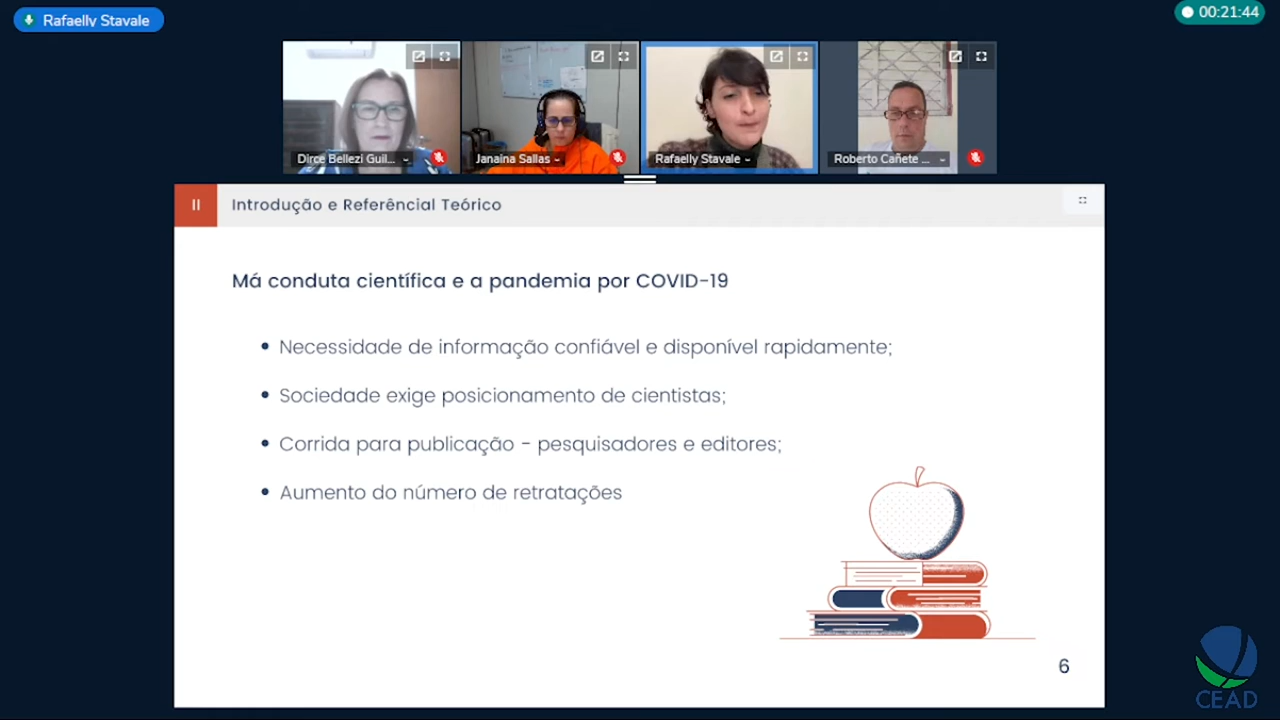 Rafaelly Stavale
00:21:44
Dirce Bellezi Guil...
Janaina Sallas
Rafaelly Stavale
Roberto Cañete ...
II
Introdução e Referêncial Teórico
Má conduta científica e a pandemia por COVID-19
• Necessidade de informação confiável e disponível rapidamente;
• Sociedade exige posicionamento de cientistas;
• Corrida para publicação - pesquisadores e editores;
• Aumento do número de retratações
6
CEAD